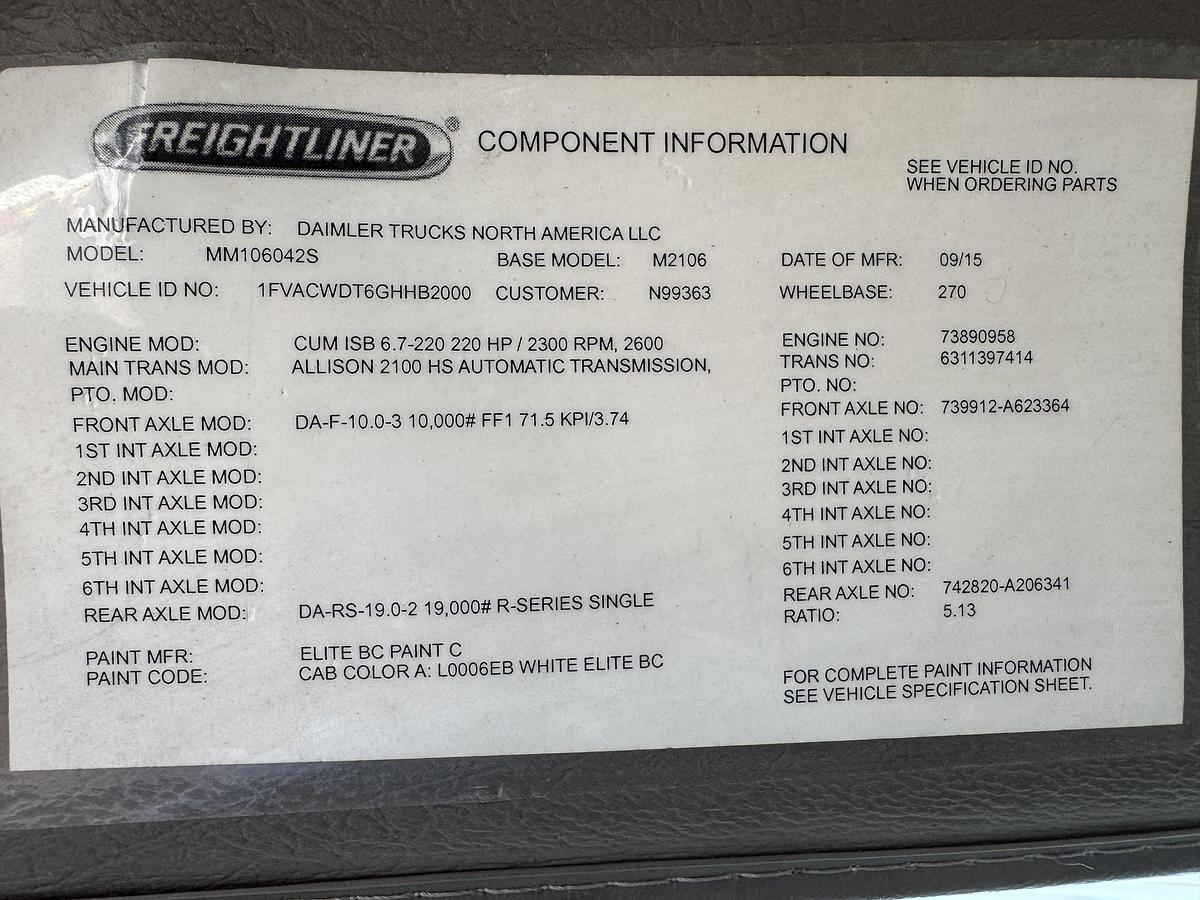 FREIGHTLINER ® COMPONENT INFORMATION
SEE VEHICLE ID NO.
WHEN ORDERING PARTS
MANUFACTURED BY: DAIMLER TRUCKS NORTH AMERICA LLC
MODEL: MM106042S BASE MODEL: M2106 DATE OF MFR: 09/15
VEHICLE ID NO: 1FVACWDT6GHHB2000 CUSTOMER: N99363 WHEELBASE: 270
ENGINE MOD: CUM ISB 6.7-220 220 HP / 2300 RPM, 2600 ENGINE NO: 73890958
MAIN TRANS MOD: ALLISON 2100 HS AUTOMATIC TRANSMISSION, TRANS NO: 6311397414
PTO. MOD: PTO. NO:
FRONT AXLE MOD: DA-F-10.0-3 10,000# FF1 71.5 KPI/3.74 FRONT AXLE NO: 739912-A623364
1ST INT AXLE MOD: 1ST INT AXLE NO:
2ND INT AXLE MOD: 2ND INT AXLE NO:
3RD INT AXLE MOD: 3RD INT AXLE NO:
4TH INT AXLE MOD: 4TH INT AXLE NO:
5TH INT AXLE MOD: 5TH INT AXLE NO:
6TH INT AXLE MOD: 6TH INT AXLE NO:
REAR AXLE MOD: DA-RS-19.0-2 19,000# R-SERIES SINGLE REAR AXLE NO: 742820-A206341
RATIO: 5.13
PAINT MFR: ELITE BC PAINT C
PAINT CODE: CAB COLOR A: L0006EB WHITE ELITE BC
FOR COMPLETE PAINT INFORMATION
SEE VEHICLE SPECIFICATION SHEET.